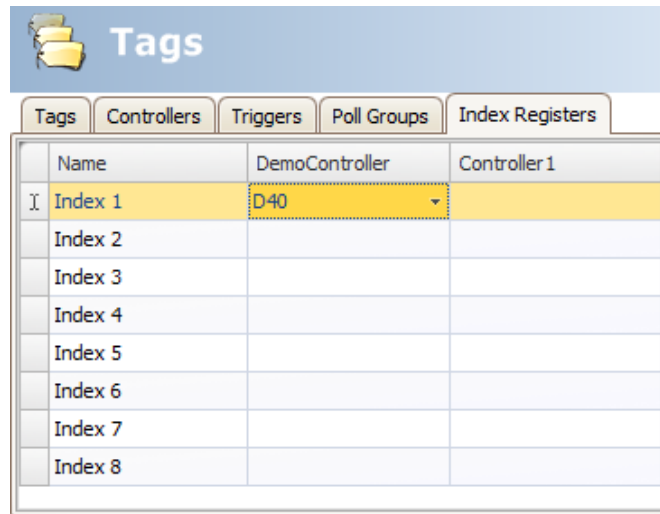 Tags
Tags Controllers Triggers Poll Groups Index Registers
Name DemoController Controller1
Index 1 D40
Index 2
Index 3
Index 4
Index 5
Index 6
Index 7
Index 8